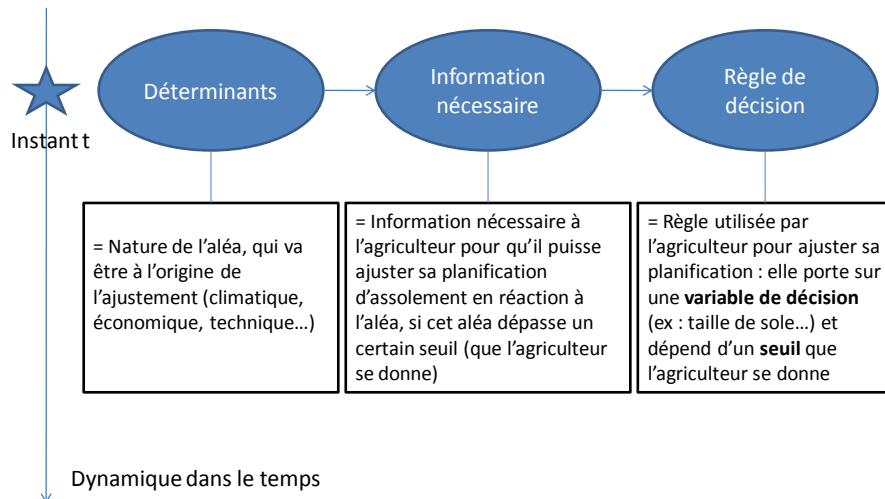 Déterminants
Information
nécessaire
Règle de
décision
Instant t
= Nature de l'aléa, qui va
être à l'origine de
l'ajustement (climatique,
économique, technique…)
= Information nécessaire à
l'agriculteur pour qu'il puisse
ajuster sa planification
d'assolement en réaction à
l'aléa, si cet aléa dépasse un
certain seuil (que l'agriculteur
se donne)
= Règle utilisée par
l'agriculteur pour ajuster sa
planification : elle porte sur
une variable de décision
(ex : taille de sole…) et
dépend d'un seuil que
l'agriculteur se donne
Dynamique dans le temps